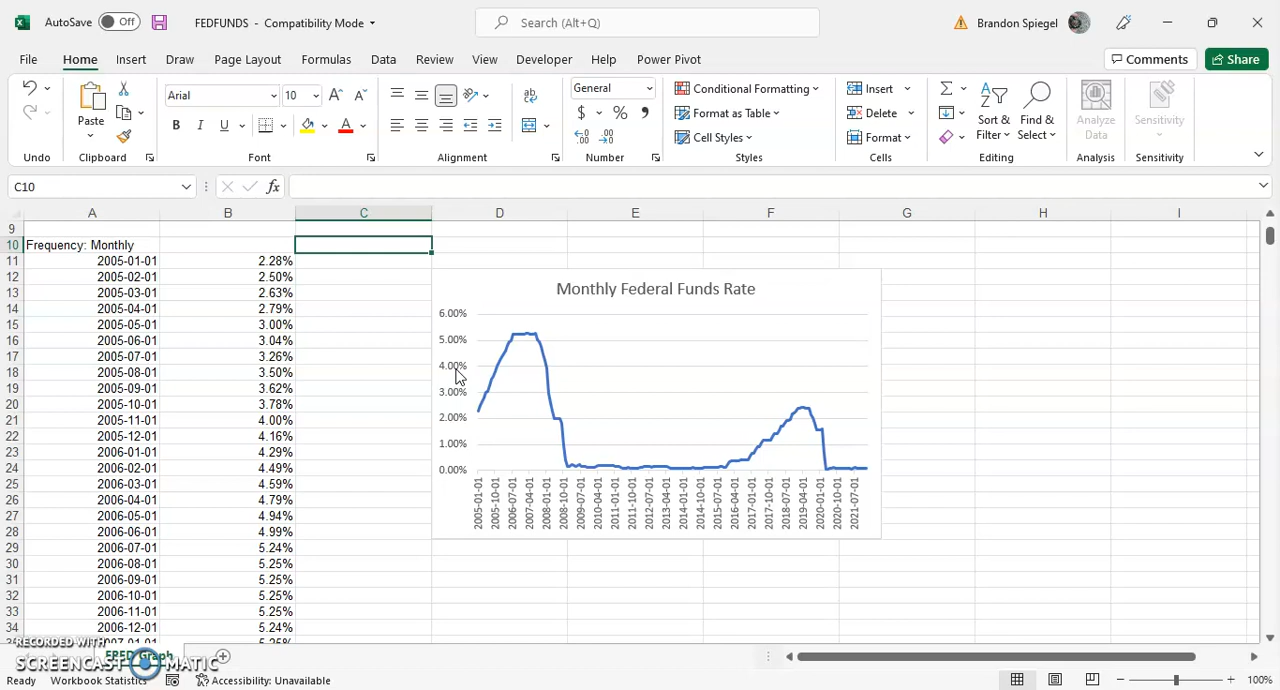 AutoSave Off FEDFUNDS - Compatibility Mode Search (Alt+Q) Brandon Spiegel
File Home Insert Draw Page Layout Formulas Data Review View Developer Help Power Pivot Comments Share
Arial 10 General Conditional Formatting Insert
Paste Format as Table Delete Sort & Find & Analyze Sensitivity
Cell Styles Format Filter Select Data
Undo Clipboard Font Alignment Number Styles Cells Editing Analysis Sensitivity
C10 fx
A B C D E F G H I
9
10 Frequency: Monthly
11 2005-01-01 2.28%
12 2005-02-01 2.50%
13 2005-03-01 2.63%
14 2005-04-01 2.79%
15 2005-05-01 3.00%
16 2005-06-01 3.04%
17 2005-07-01 3.26%
18 2005-08-01 3.50%
19 2005-09-01 3.62%
20 2005-10-01 3.78%
21 2005-11-01 4.00%
22 2005-12-01 4.16%
23 2006-01-01 4.29%
24 2006-02-01 4.49%
25 2006-03-01 4.59%
26 2006-04-01 4.79%
27 2006-05-01 4.94%
28 2006-06-01 4.99%
29 2006-07-01 5.24%
30 2006-08-01 5.25%
31 2006-09-01 5.25%
32 2006-10-01 5.25%
33 2006-11-01 5.25%
34 2006-12-01 5.24%
Monthly Federal Funds Rate
6.00%
5.00%
4.00%
3.00%
2.00%
1.00%
0.00%
2005-01-01
2005-10-01
2006-07-01
2007-04-01
2008-01-01
2008-10-01
2009-07-01
2010-04-01
2011-01-01
2011-10-01
2012-07-01
2013-04-01
2014-01-01
2014-10-01
2015-07-01
2016-04-01
2017-01-01
2017-10-01
2018-07-01
2019-04-01
2020-01-01
2020-10-01
2021-07-01
RECORDED WITH
SCREENCAST MATIC
FRED Graph
Ready Workbook Statistics Accessibility: Unavailable 100%